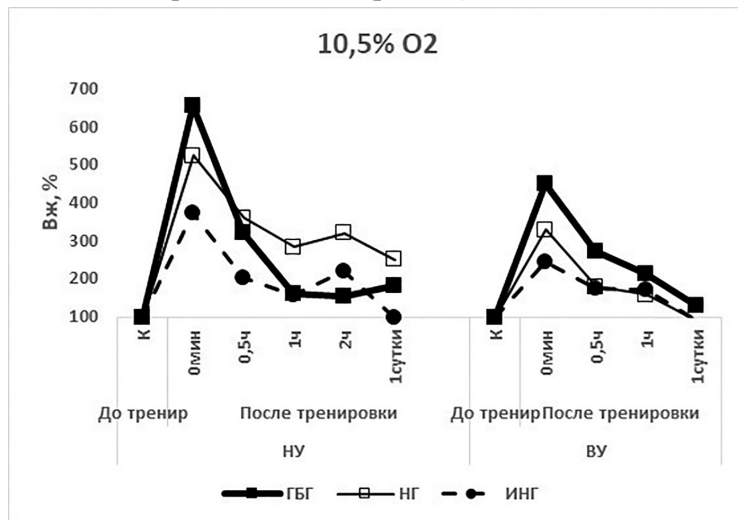 10,5% O2
700
600
500
400
300
200
100
Вж, %
К
0мин
0,5ч
1ч
2ч
1сутки
К
0мин
0,5ч
1ч
1сутки
До тренир
После тренировки
До тренир
После тренировки
НУ
ВУ
ГБГ
НГ
ИНГ